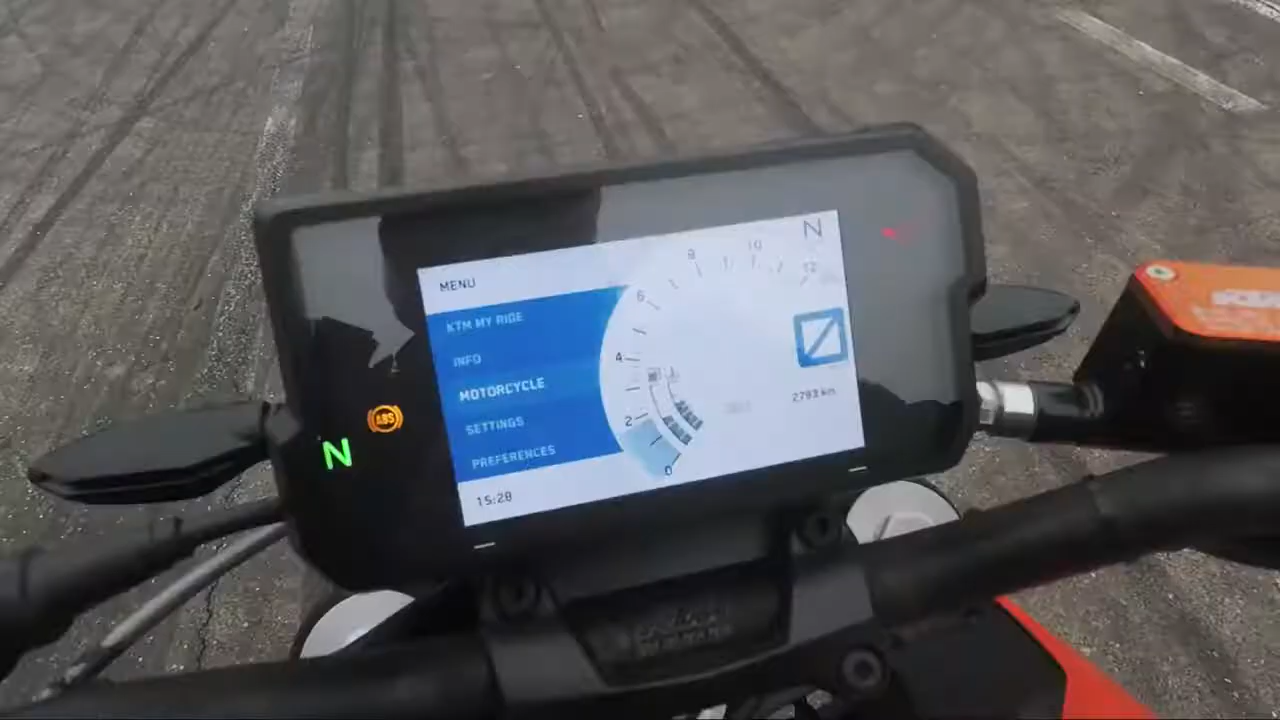 MENU
KTM MY RIDE
INFO
MOTORCYCLE
SETTINGS
PREFERENCES
15:28
N
0
2
4
6
8
10
12
2793 km
ABS
N